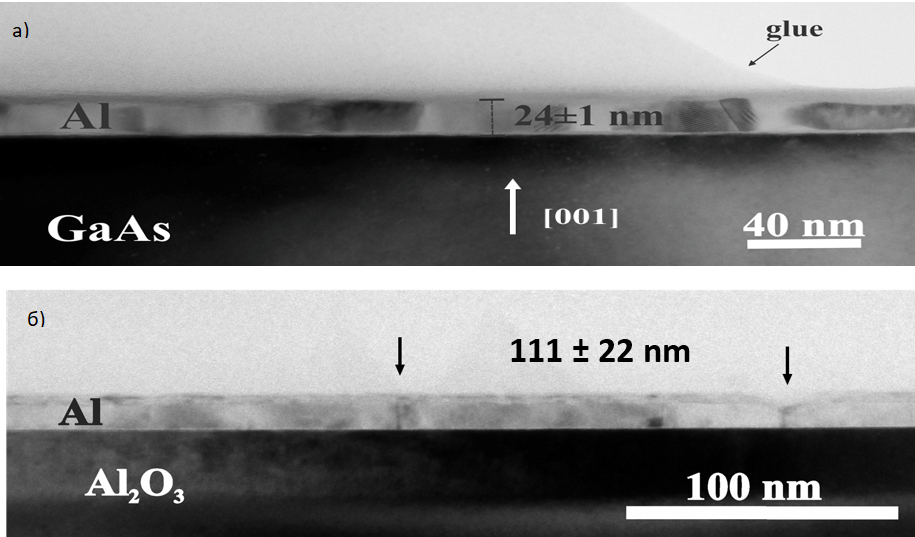 а)
glue
Al
24±1 nm
GaAs
[001]
40 nm
б)
111 ± 22 nm
Al
Al₂O₃
100 nm